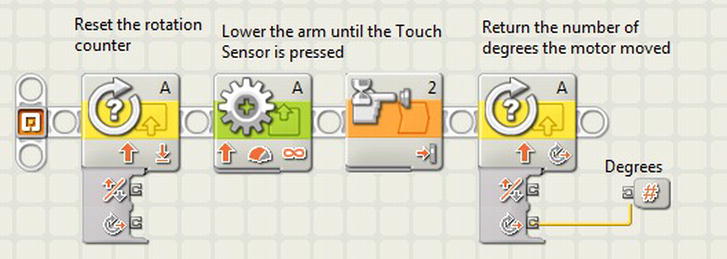 Reset the rotation
counter
Lower the arm until the Touch
Sensor is pressed
Return the number of
degrees the motor moved
A
A
2
A
Degrees
#